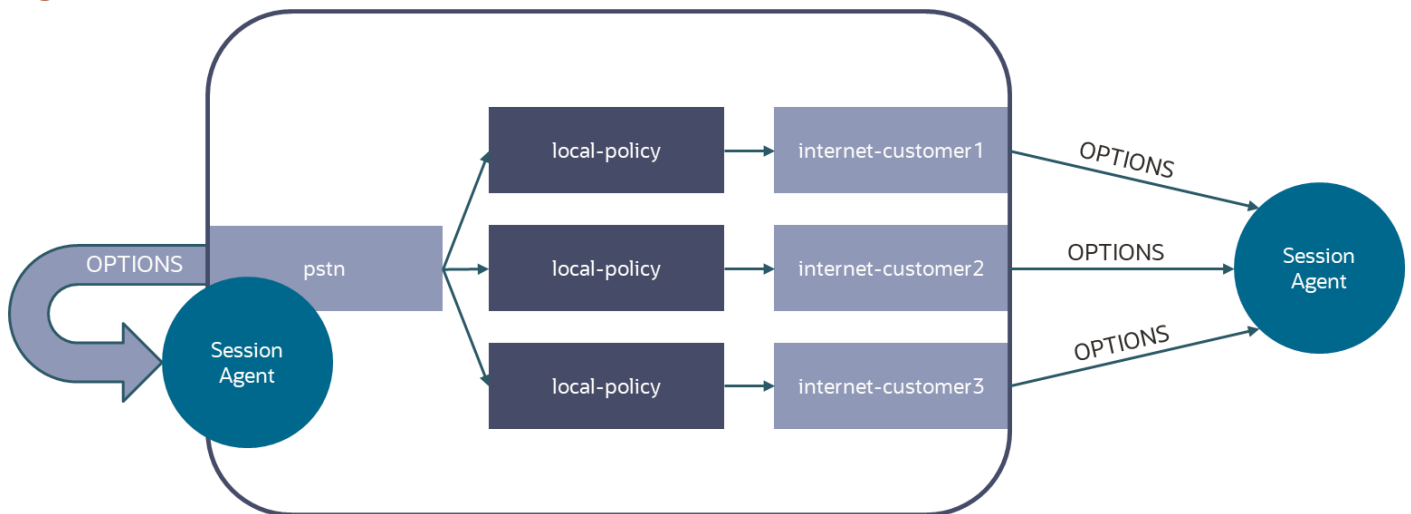 local-policy
internet-customer1
OPTIONS
OPTIONS
pstn
local-policy
internet-customer2
OPTIONS
Session
Agent
Session
Agent
local-policy
internet-customer3
OPTIONS